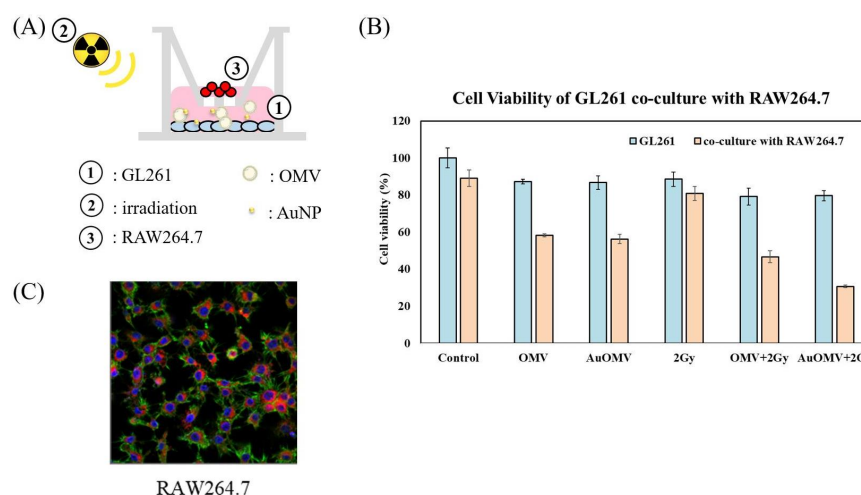 (A)
2
3
1
1 : GL261
: OMV
2 : irradiation
: AuNP
3 : RAW264.7
(B)
Cell Viability of GL261 co-culture with RAW264.7
GL261
co-culture with RAW264.7
Cell viability (%)
120
100
80
60
40
20
0
Control OMV AuOMV 2Gy OMV+2Gy AuOMV+2G
(C)
RAW264.7